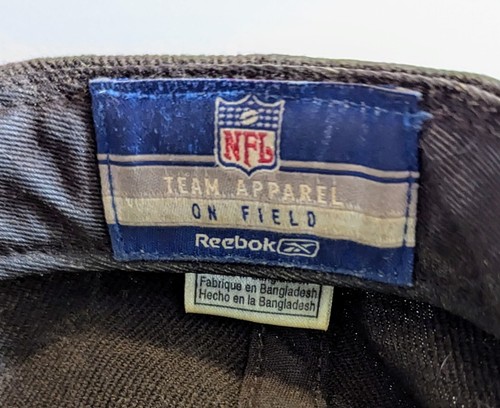 NFL
TEAM APPAREL
ON FIELD
Reebok
Fabrique en Bangladesh
Hecho en la Bangladesh